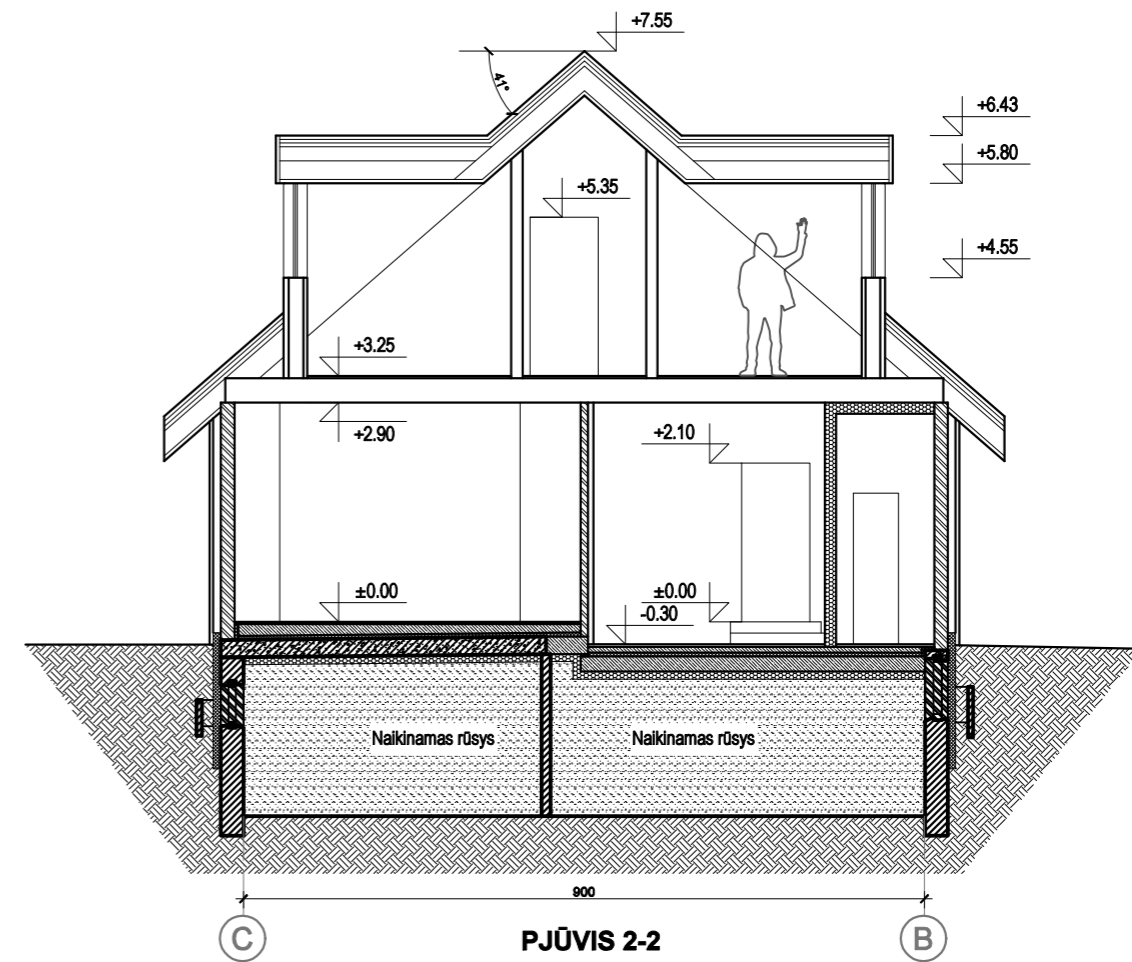 +7.55
41°
+6.43
+5.80
+5.35
+4.55
+3.25
+2.90
+2.10
±0.00
±0.00
-0.30
Naikinamas rūsys
Naikinamas rūsys
900
C
PJŪVIS 2-2
B